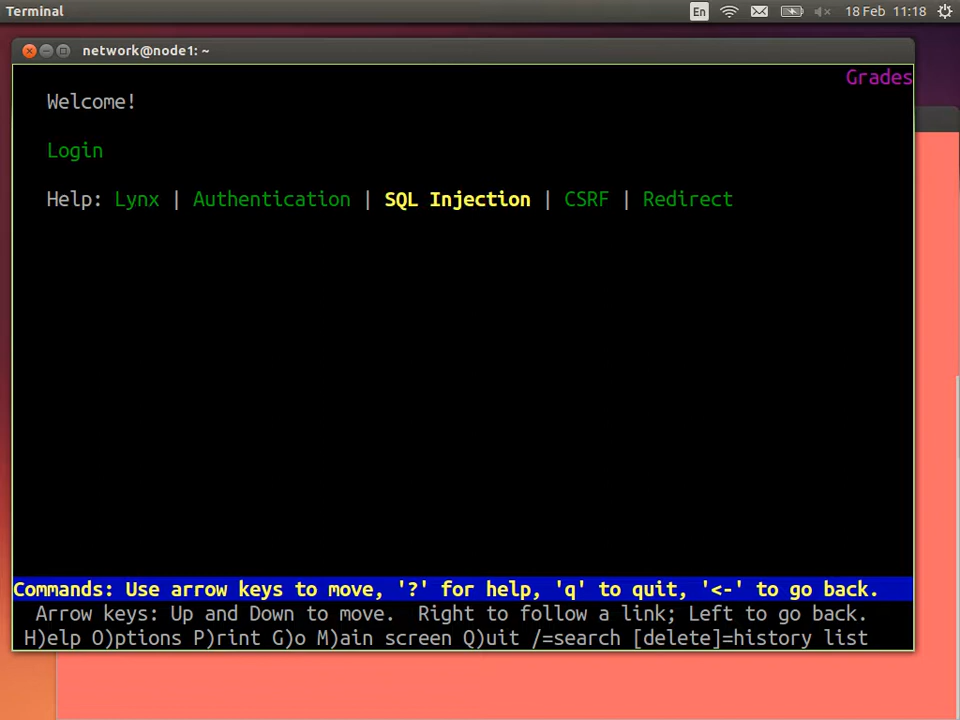 Terminal En 18 Feb 11:18
network@node1: ~
Grades
Welcome!
Login
Help: Lynx | Authentication | SQL Injection | CSRF | Redirect
Commands: Use arrow keys to move, '?' for help, 'q' to quit, '<-' to go back.
Arrow keys: Up and Down to move. Right to follow a link; Left to go back.
H)elp O)ptions P)rint G)o M)ain screen Q)uit /=search [delete]=history list